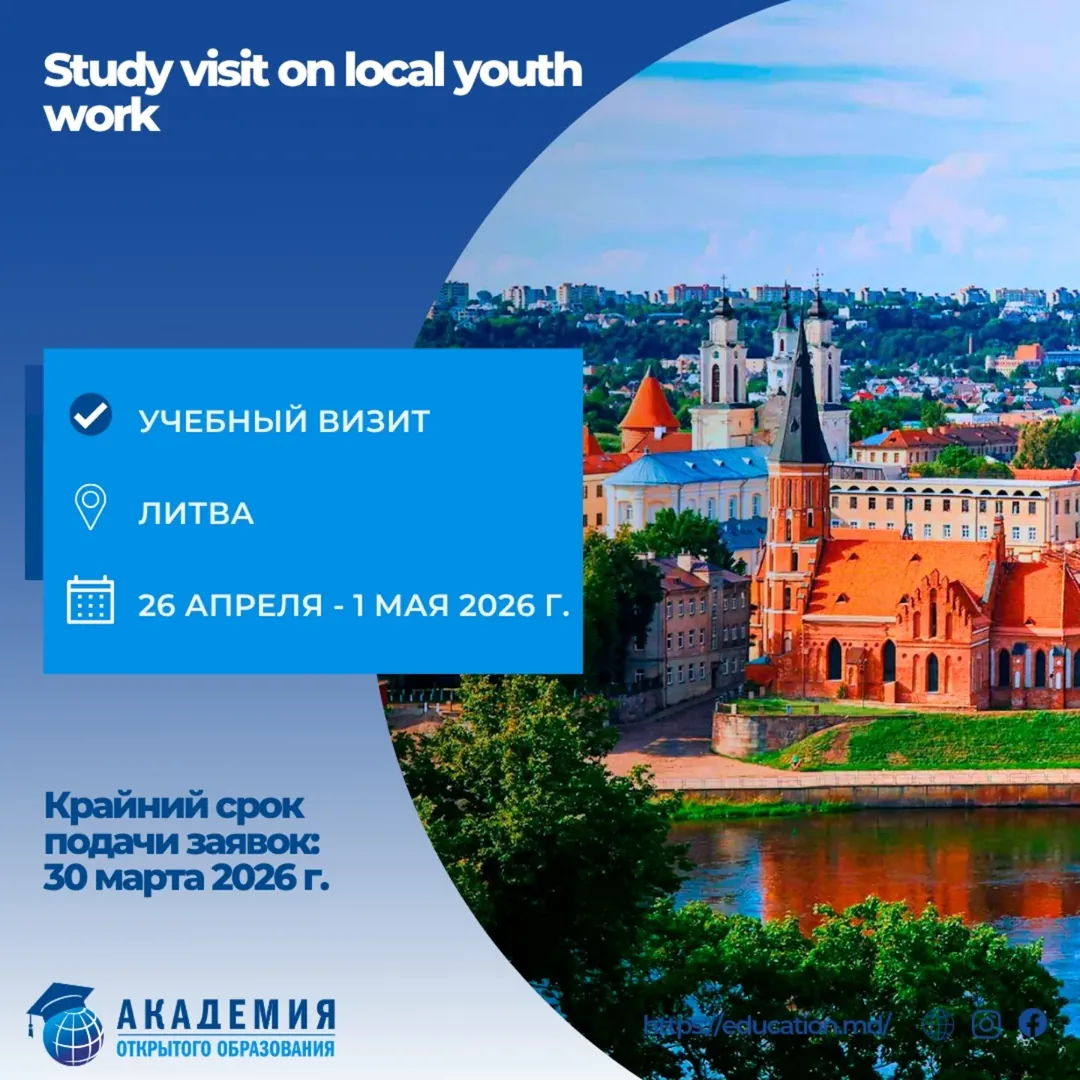 Study visit on local youth
work
УЧЕБНЫЙ ВИЗИТ
ЛИТВА
26 АПРЕЛЯ - 1 МАЯ 2026 Г.
Крайний срок
подачи заявок:
30 марта 2026 г.
АКАДЕМИЯ
ОТКРЫТОГО ОБРАЗОВАНИЯ
https://education.md/